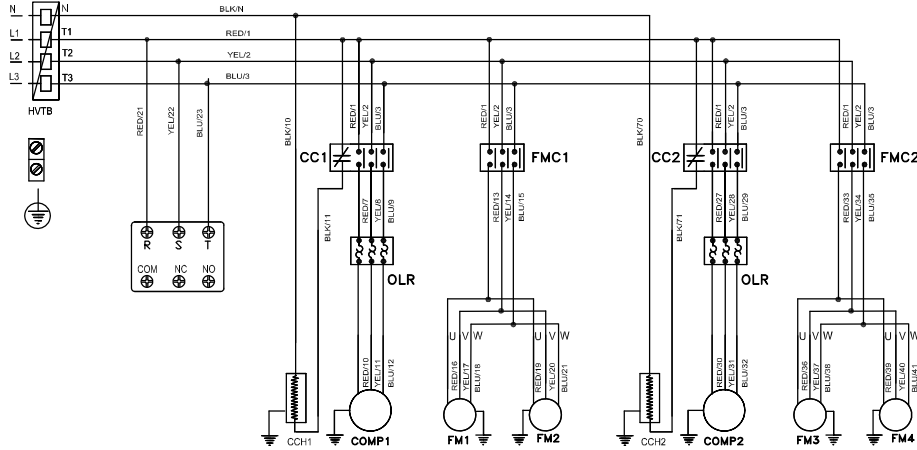 N N BLK/N
L1 T1 RED/1
L2 T2 YEL/2
L3 T3 BLU/3
HVTB
RED/21 YEL/22 BLU/23 BLK/10 RED/1 YEL/2 BLU/3 RED/1 YEL/2 BLU/3 BLK/70 RED/1 YEL/2 BLU/3 RED/1 YEL/2 BLU/3
CC1 FMC1 CC2 FMC2
BLK/11 RED/7 YEL/8 BLU/9 RED/13 YEL/14 BLU/15 BLK/71 RED/27 YEL/28 BLU/29 RED/33 YEL/34 BLU/35
R S T
COM NC NO
OLR OLR
U V W U V W U V W U V W
RED/10 YEL/11 BLU/12 RED/16 YEL/17 BLU/18 RED/19 YEL/20 BLU/21 RED/30 YEL/31 BLU/32 RED/36 YEL/37 BLU/38 RED/39 YEL/40 BLU/41
CCH1 COMP1 FM1 FM2 CCH2 COMP2 FM3 FM4